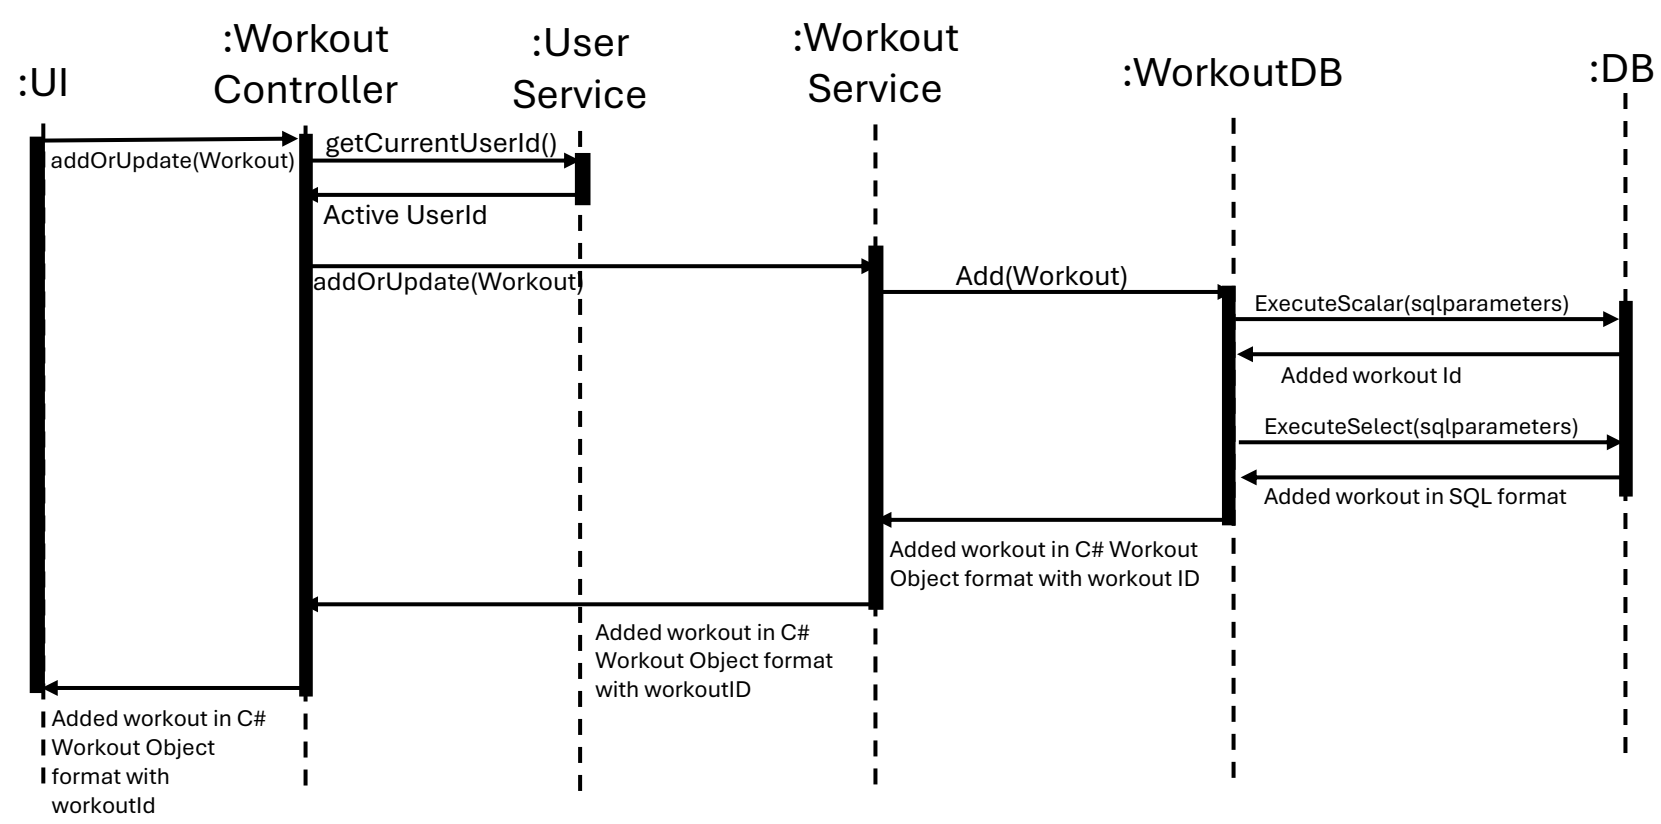 :UI
:Workout
Controller
:User
Service
:Workout
Service
:WorkoutDB
:DB
addOrUpdate(Workout)
getCurrentUserId()
Active UserId
addOrUpdate(Workout)
Add(Workout)
ExecuteScalar(sqlparameters)
Added workout Id
ExecuteSelect(sqlparameters)
Added workout in SQL format
Added workout in C# Workout
Object format with workout ID
Added workout in C#
Workout Object format
with workoutID
Added workout in C#
Workout Object
format with
workoutId